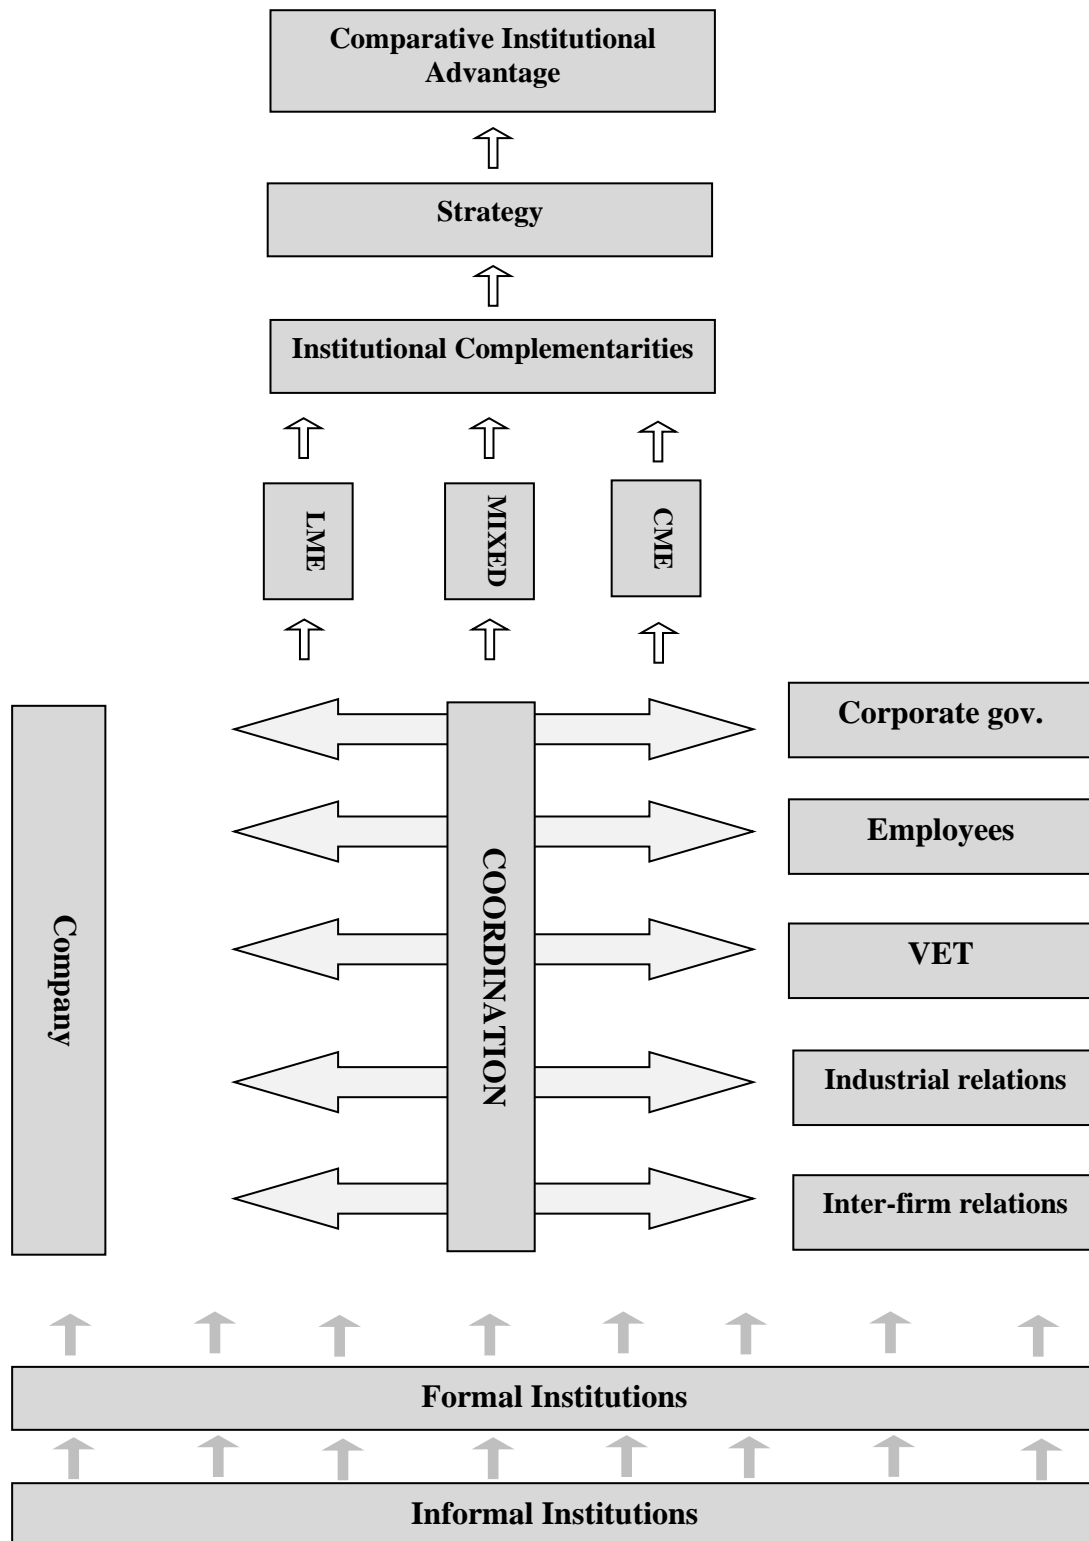 Comparative Institutional
Advantage
Strategy
Institutional Complementarities
LME
MIXED
CME
Company
COORDINATION
Corporate gov.
Employees
VET
Industrial relations
Inter-firm relations
Formal Institutions
Informal Institutions